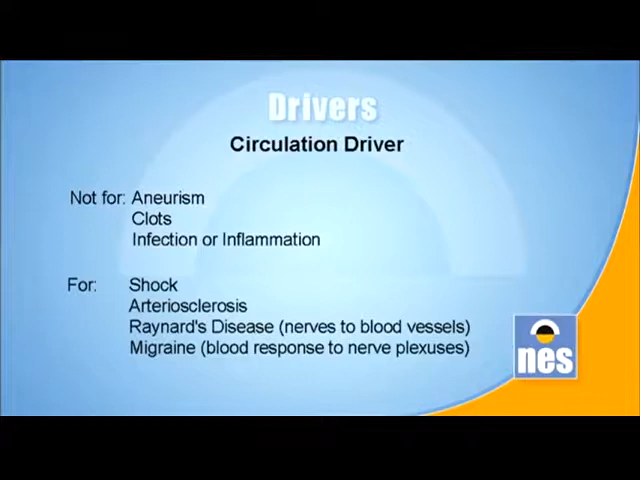 Drivers
Circulation Driver
Not for: Aneurism
Clots
Infection or Inflammation
For: Shock
Arteriosclerosis
Raynard's Disease (nerves to blood vessels)
Migraine (blood response to nerve plexuses)
nes